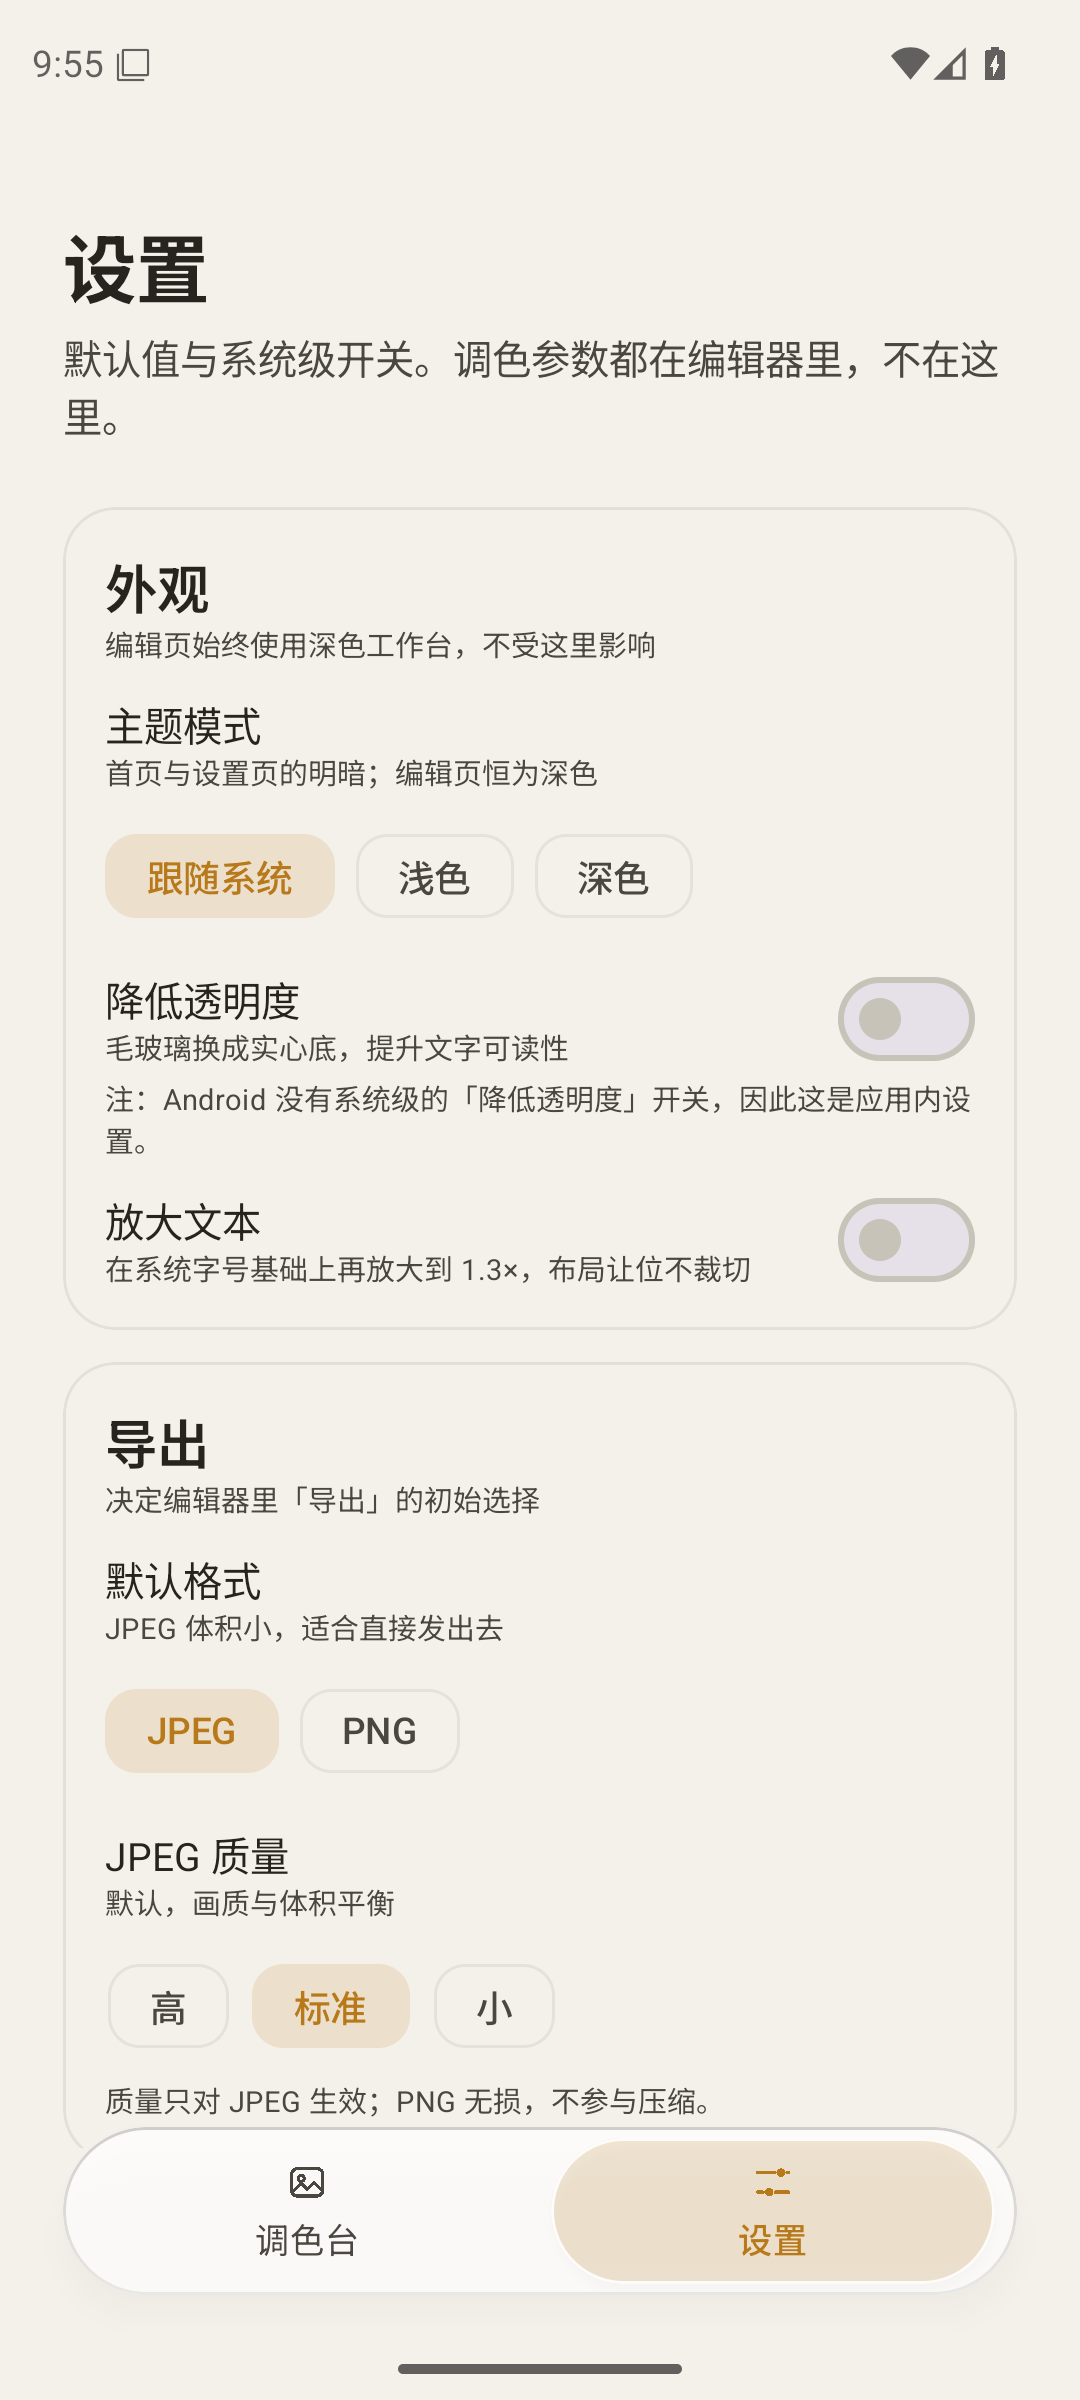 9:55
设置
默认值与系统级开关。调色参数都在编辑器里，不在这
里。
外观
编辑页始终使用深色工作台，不受这里影响
主题模式
首页与设置页的明暗；编辑页恒为深色
跟随系统 浅色 深色
降低透明度
毛玻璃换成实心底，提升文字可读性
注：Android 没有系统级的「降低透明度」开关，因此这是应用内设
置。
放大文本
在系统字号基础上再放大到 1.3×，布局让位不裁切
导出
决定编辑器里「导出」的初始选择
默认格式
JPEG 体积小，适合直接发出去
JPEG PNG
JPEG 质量
默认，画质与体积平衡
高 标准 小
质量只对 JPEG 生效；PNG 无损，不参与压缩。
调色台 设置